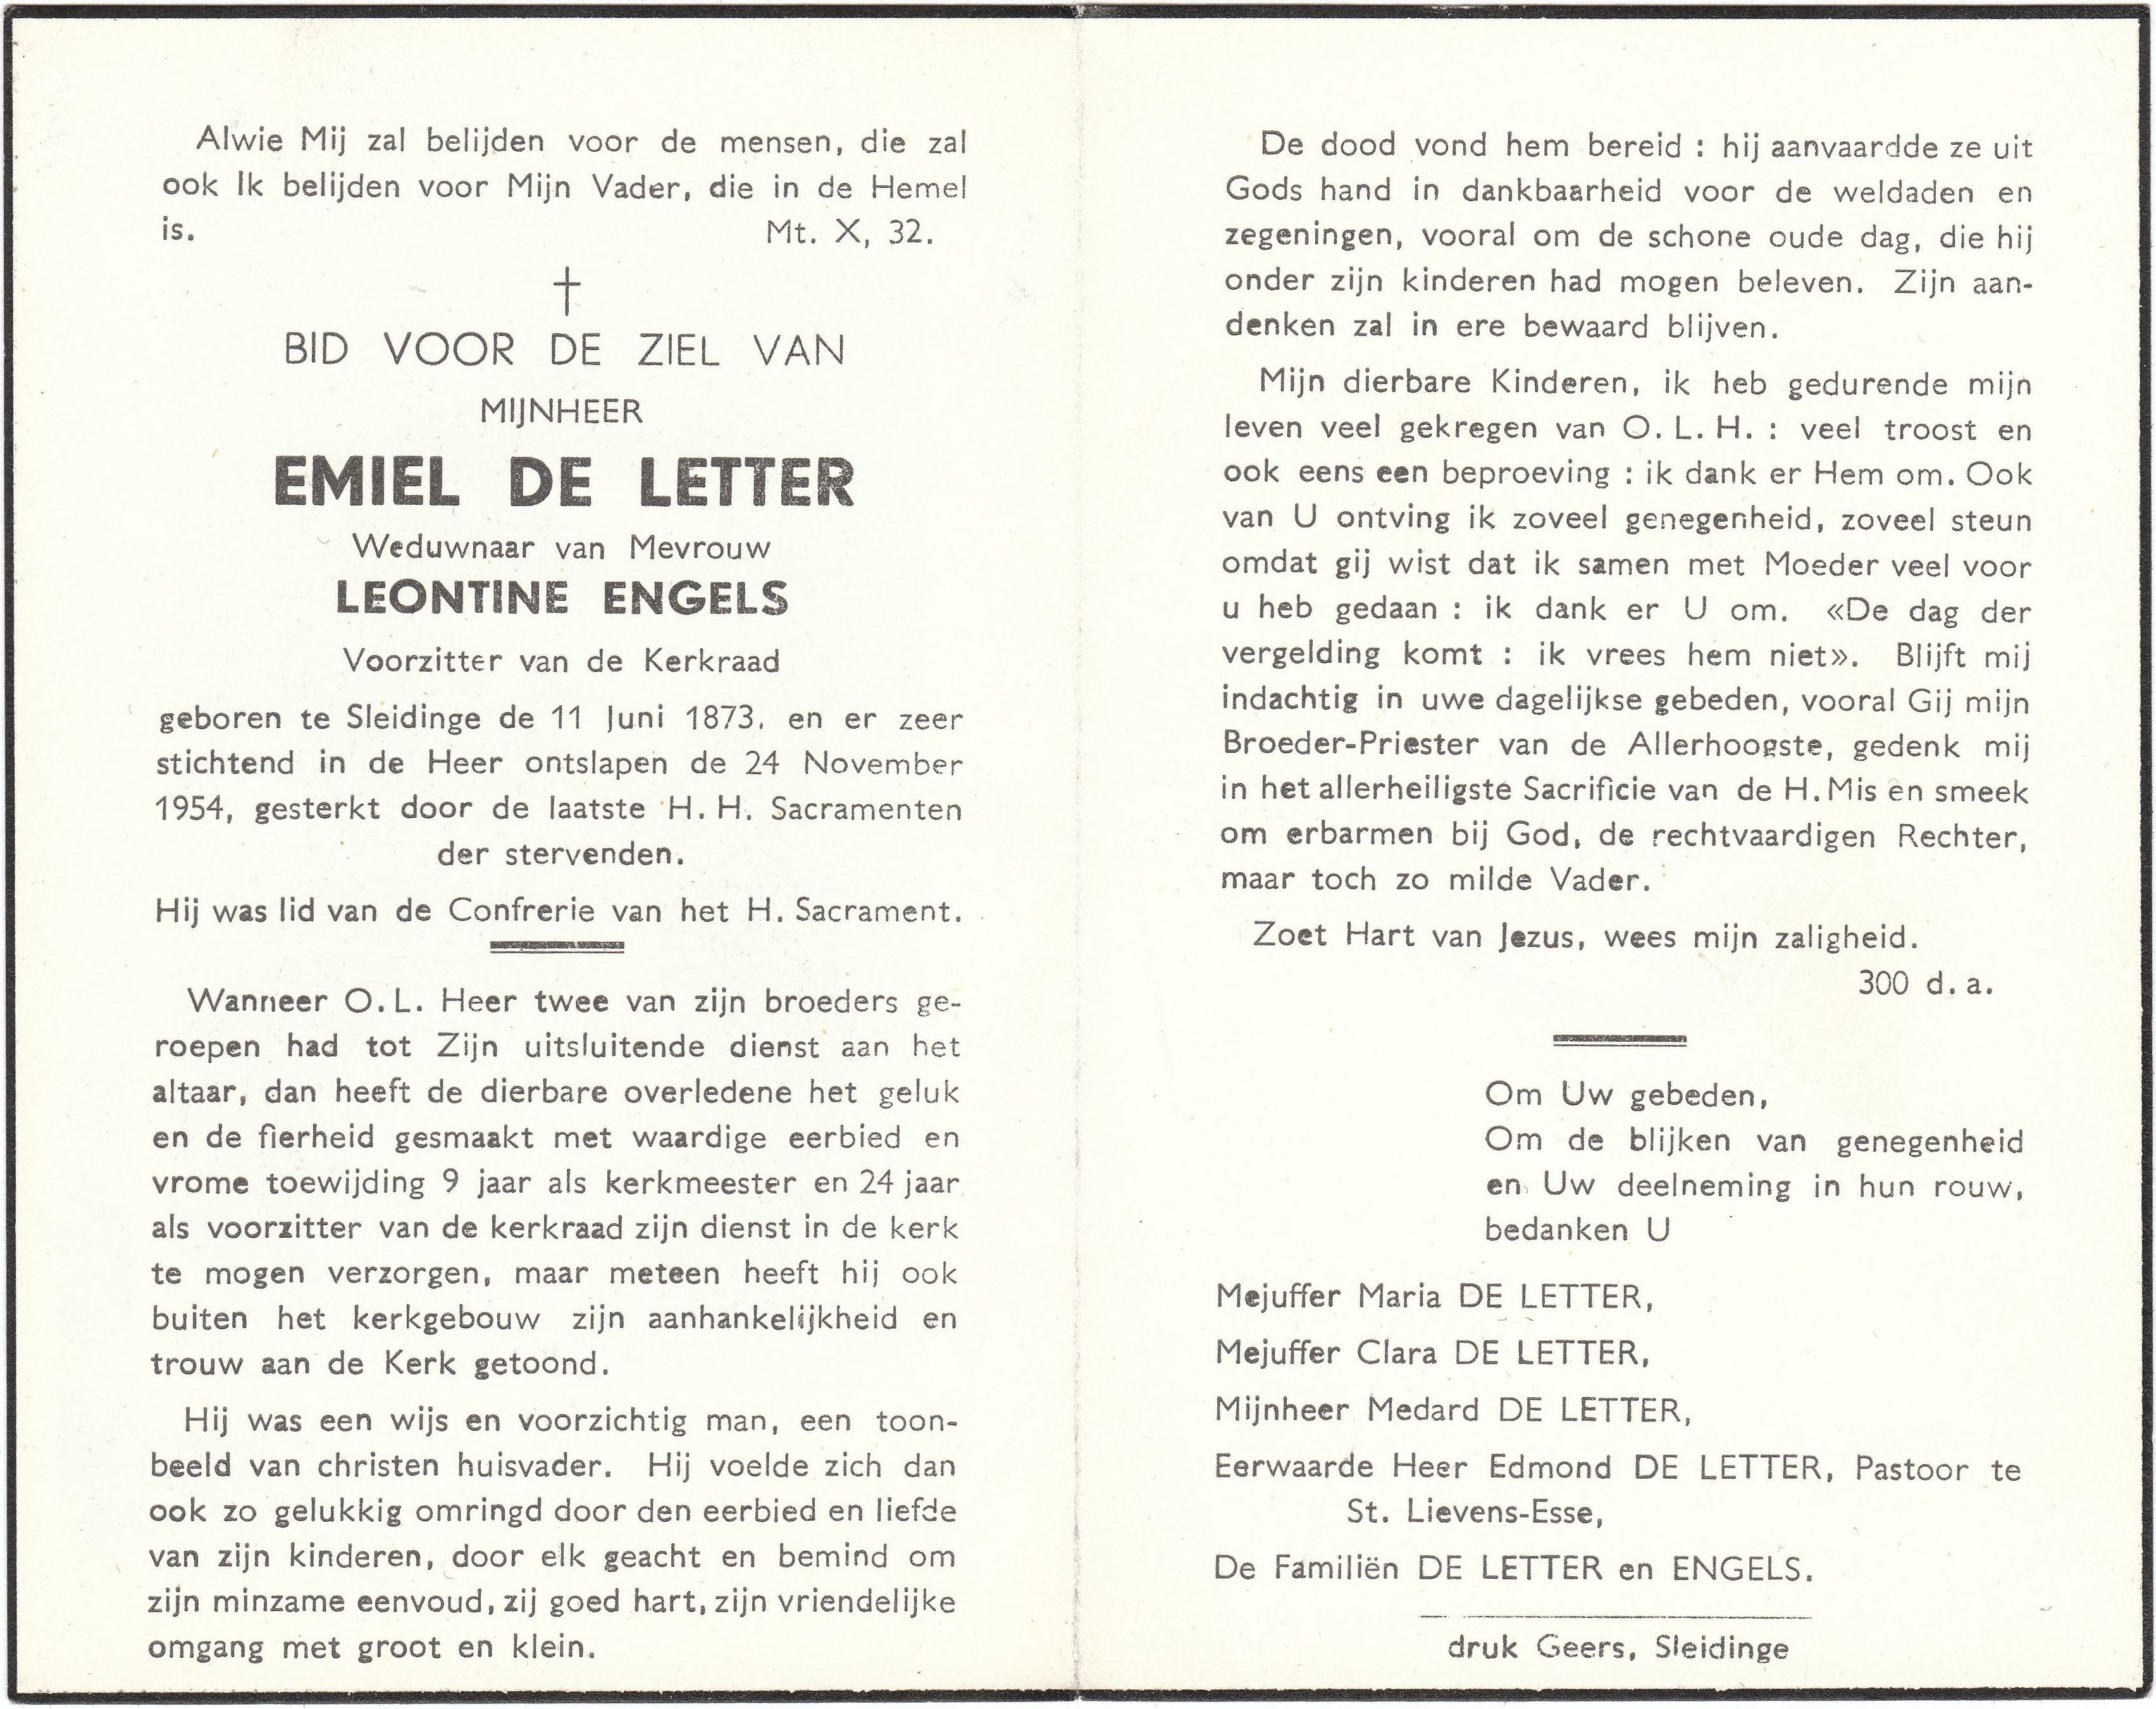 Alwie Mij zal belijden voor de mensen, die zal
ook Ik belijden voor Mijn Vader, die in de Hemel
is. Mt. X, 32.
BID VOOR DE ZIEL VAN
MIJNHEER
EMIEL DE LETTER
Weduwnaar van Mevrouw
LEONTINE ENGELS
Voorzitter van de Kerkraad
geboren te Sleidinge de 11 Juni 1873, en er zeer
stichtend in de Heer ontslapen de 24 November
1954, gesterkt door de laatste H. H. Sacramenten
der stervenden.
Hij was lid van de Confrerie van het H. Sacrament.
Wanneer O. L. Heer twee van zijn broeders ge-
roepen had tot Zijn uitsluitende dienst aan het
altaar, dan heeft de dierbare overledene het geluk
en de fierheid gesmaakt met waardige eerbied en
vrome toewijding 9 jaar als kerkmeester en 24 jaar
als voorzitter van de kerkraad zijn dienst in de kerk
te mogen verzorgen, maar meteen heeft hij ook
buiten het kerkgebouw zijn aanhankelijkheid en
trouw aan de Kerk getoond.
Hij was een wijs en voorzichtig man, een toon-
beeld van christen huisvader. Hij voelde zich dan
ook zo gelukkig omringd door den eerbied en liefde
van zijn kinderen, door elk geacht en bemind om
zijn minzame eenvoud, zij goed hart, zijn vriendelijke
omgang met groot en klein.
De dood vond hem bereid : hij aanvaardde ze uit
Gods hand in dankbaarheid voor de weldaden en
zegeningen, vooral om de schone oude dag, die hij
onder zijn kinderen had mogen beleven. Zijn aan-
denken zal in ere bewaard blijven.
Mijn dierbare Kinderen, ik heb gedurende mijn
leven veel gekregen van O. L. H. : veel troost en
ook eens een beproeving : ik dank er Hem om. Ook
van U ontving ik zoveel genegenheid, zoveel steun
omdat gij wist dat ik samen met Moeder veel voor
u heb gedaan : ik dank er U om. «De dag der
vergelding komt : ik vrees hem niet». Blijft mij
indachtig in uwe dagelijkse gebeden, vooral Gij mijn
Broeder-Priester van de Allerhoogste, gedenk mij
in het allerheiligste Sacrificie van de H. Mis en smeek
om erbarmen bij God, de rechtvaardigen Rechter,
maar toch zo milde Vader.
Zoet Hart van Jezus, wees mijn zaligheid.
300 d. a.
Om Uw gebeden,
Om de blijken van genegenheid
en Uw deelneming in hun rouw,
bedanken U
Mejuffer Maria DE LETTER,
Mejuffer Clara DE LETTER,
Mijnheer Medard DE LETTER,
Eerwaarde Heer Edmond DE LETTER, Pastoor te
St. Lievens-Esse,
De Familiën DE LETTER en ENGELS.
druk Geers, Sleidinge